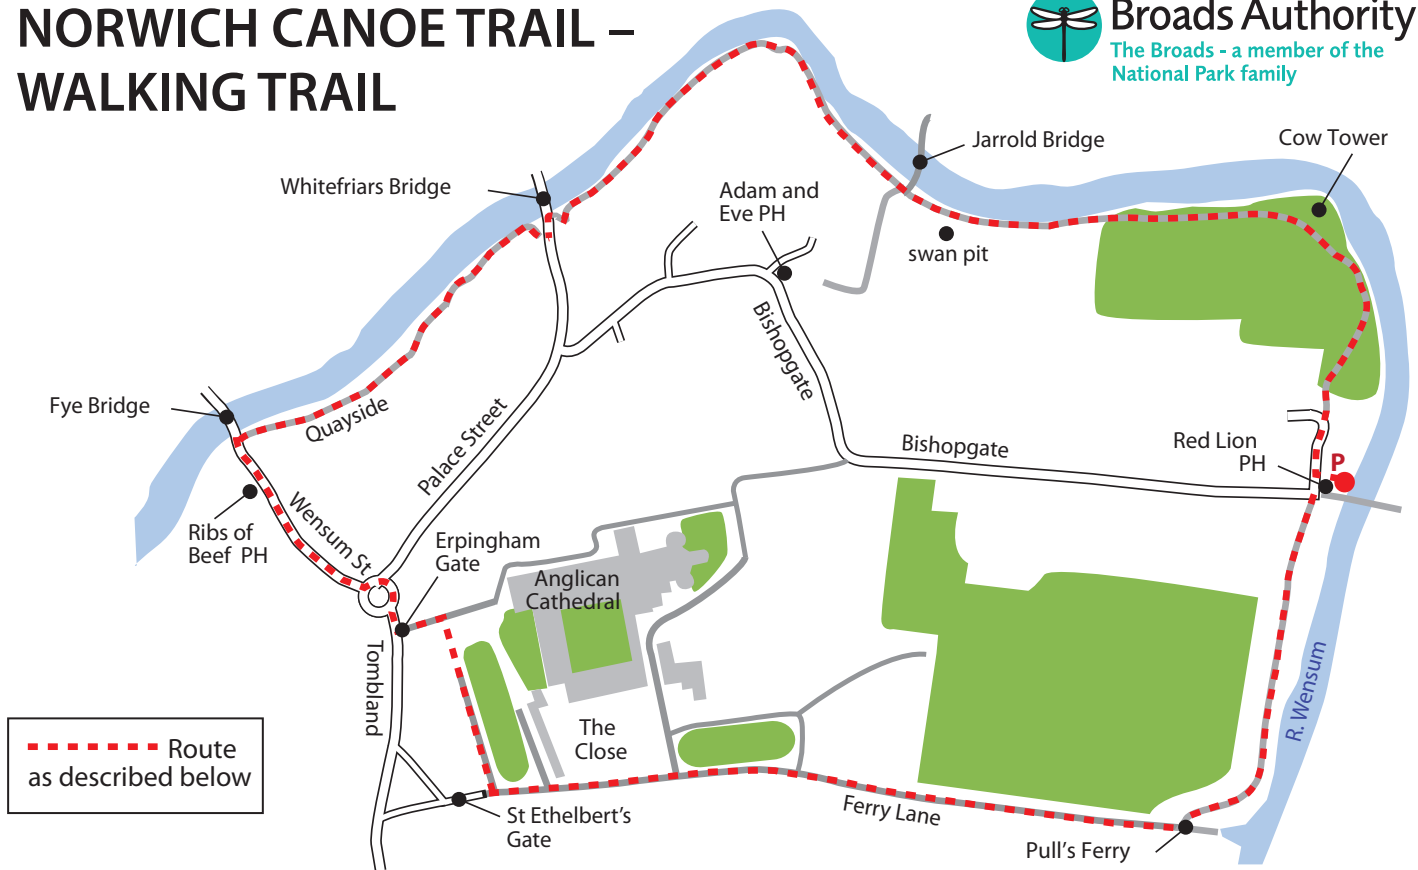 NORWICH CANOE TRAIL –
WALKING TRAIL
Broads Authority
The Broads - a member of the
National Park family
Jarrold Bridge
Cow Tower
Whitefriars Bridge
Adam and
Eve PH
swan pit
Bishopgate
Fye Bridge
Quayside
Palace Street
Bishopgate
Red Lion
PH
P
Ribs of
Beef PH
Wensum St
Erpingham
Gate
Anglican
Cathedral
Tombland
R. Wensum
The
Close
Route
as described below
St Ethelbert's
Gate
Ferry Lane
Pull's Ferry